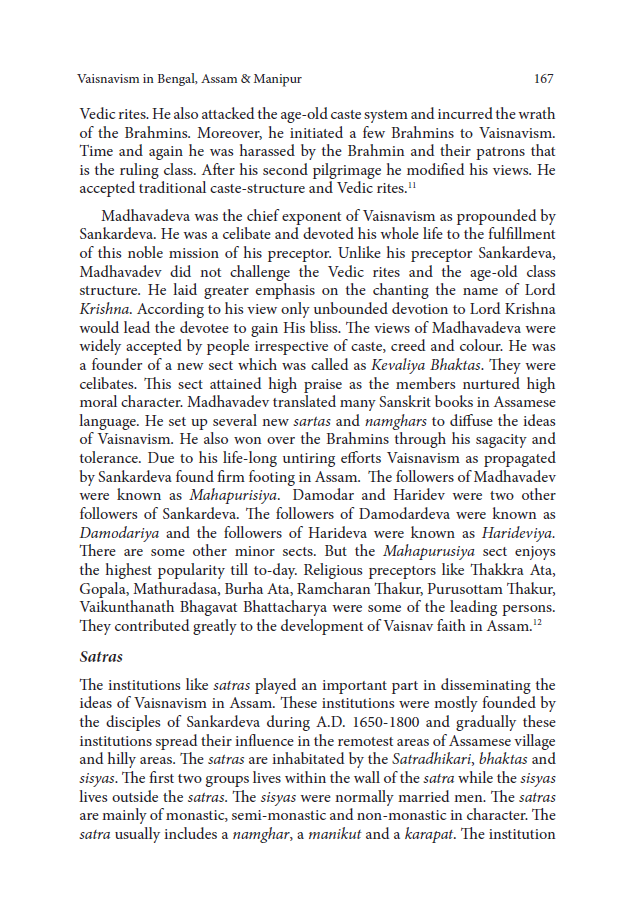 Vaisnavism in Bengal, Assam & Manipur 167
Vedic rites. He also attacked the age-old caste system and incurred the wrath
of the Brahmins. Moreover, he initiated a few Brahmins to Vaisnavism.
Time and again he was harassed by the Brahmin and their patrons that
is the ruling class. After his second pilgrimage he modified his views. He
accepted traditional caste-structure and Vedic rites.11
Madhavadeva was the chief exponent of Vaisnavism as propounded by
Sankardeva. He was a celibate and devoted his whole life to the fulfillment
of this noble mission of his preceptor. Unlike his preceptor Sankardeva,
Madhavadev did not challenge the Vedic rites and the age-old class
structure. He laid greater emphasis on the chanting the name of Lord
Krishna. According to his view only unbounded devotion to Lord Krishna
would lead the devotee to gain His bliss. The views of Madhavadeva were
widely accepted by people irrespective of caste, creed and colour. He was
a founder of a new sect which was called as Kevaliya Bhaktas. They were
celibates. This sect attained high praise as the members nurtured high
moral character. Madhavadev translated many Sanskrit books in Assamese
language. He set up several new sartas and namghars to diffuse the ideas
of Vaisnavism. He also won over the Brahmins through his sagacity and
tolerance. Due to his life-long untiring efforts Vaisnavism as propagated
by Sankardeva found firm footing in Assam. The followers of Madhavadev
were known as Mahapurisiya. Damodar and Haridev were two other
followers of Sankardeva. The followers of Damodardeva were known as
Damodariya and the followers of Harideva were known as Harideviya.
There are some other minor sects. But the Mahapurusiya sect enjoys
the highest popularity till to-day. Religious preceptors like Thakkra Ata,
Gopala, Mathuradasa, Burha Ata, Ramcharan Thakur, Purusottam Thakur,
Vaikunthanath Bhagavat Bhattacharya were some of the leading persons.
They contributed greatly to the development of Vaisnav faith in Assam.12
Satras
The institutions like satras played an important part in disseminating the
ideas of Vaisnavism in Assam. These institutions were mostly founded by
the disciples of Sankardeva during A.D. 1650-1800 and gradually these
institutions spread their influence in the remotest areas of Assamese village
and hilly areas. The satras are inhabitated by the Satradhikari, bhaktas and
sisyas. The first two groups lives within the wall of the satra while the sisyas
lives outside the satras. The sisyas were normally married men. The satras
are mainly of monastic, semi-monastic and non-monastic in character. The
satra usually includes a namghar, a manikut and a karapat. The institution